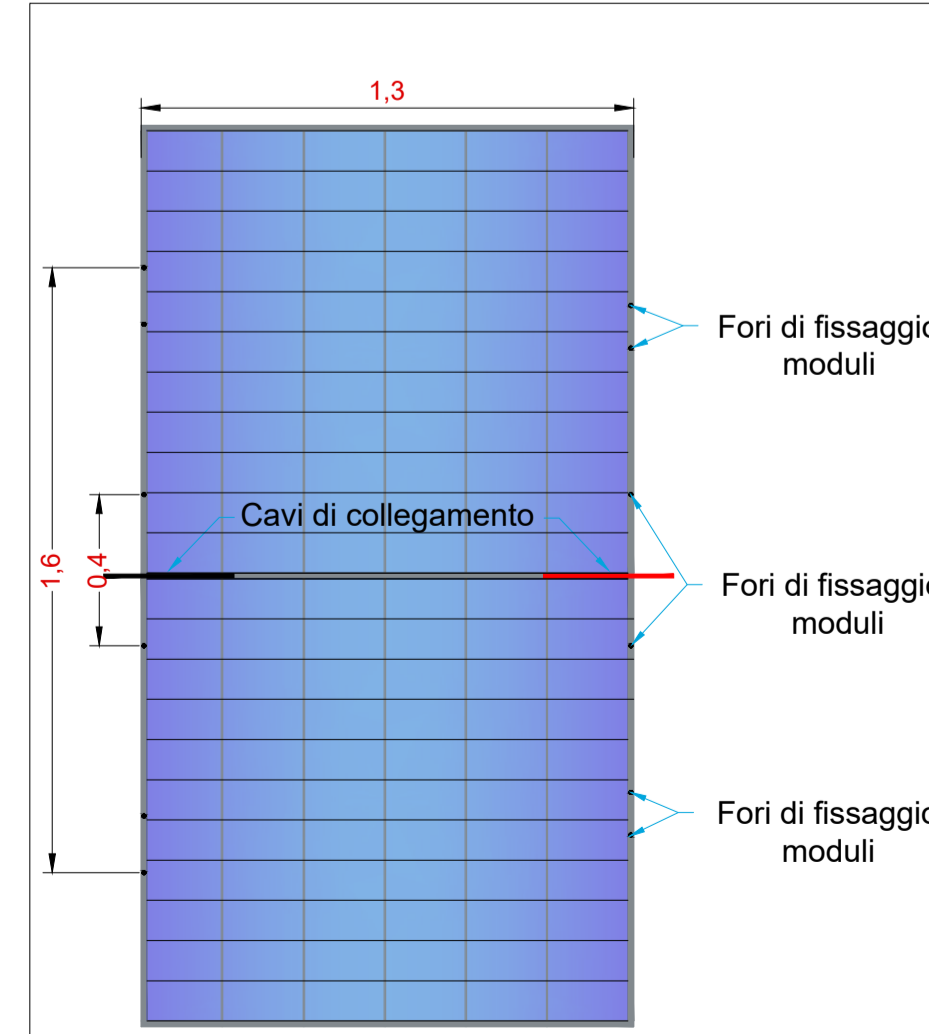 1,3
Fori di fissaggio
moduli
Cavi di collegamento
1,6
0,4
Fori di fissaggio
moduli
Fori di fissaggio
moduli